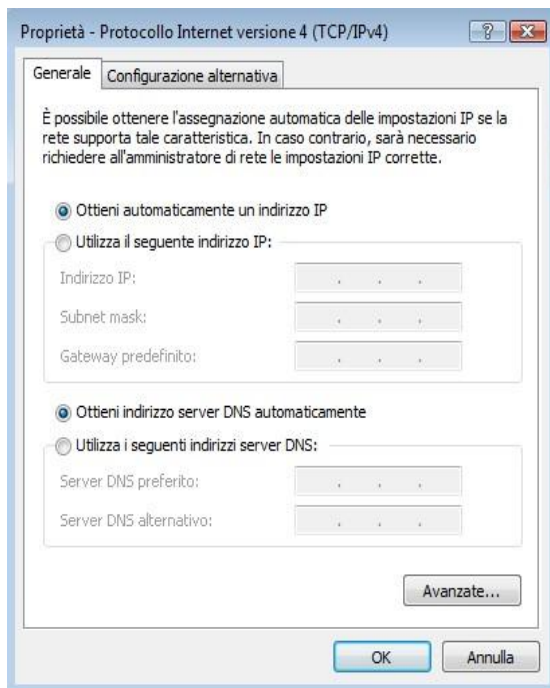 Proprietà - Protocollo Internet versione 4 (TCP/IPv4)
Generale
Configurazione alternativa
È possibile ottenere l'assegnazione automatica delle impostazioni IP se la
rete supporta tale caratteristica. In caso contrario, sarà necessario
richiedere all'amministratore di rete le impostazioni IP corrette.
Ottieni automaticamente un indirizzo IP
Utilizza il seguente indirizzo IP:
Indirizzo IP:
Subnet mask:
Gateway predefinito:
Ottieni indirizzo server DNS automaticamente
Utilizza i seguenti indirizzi server DNS:
Server DNS preferito:
Server DNS alternativo:
Avanzate...
OK
Annulla